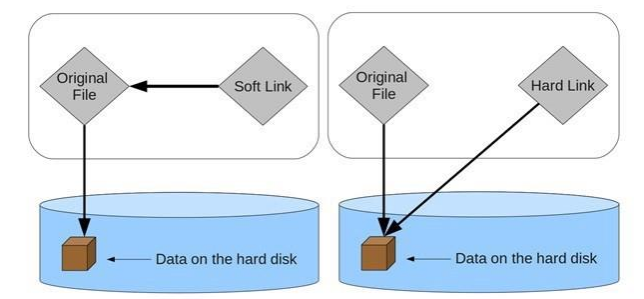 Original
File
Soft Link
Data on the hard disk
Original
File
Hard Link
Data on the hard disk